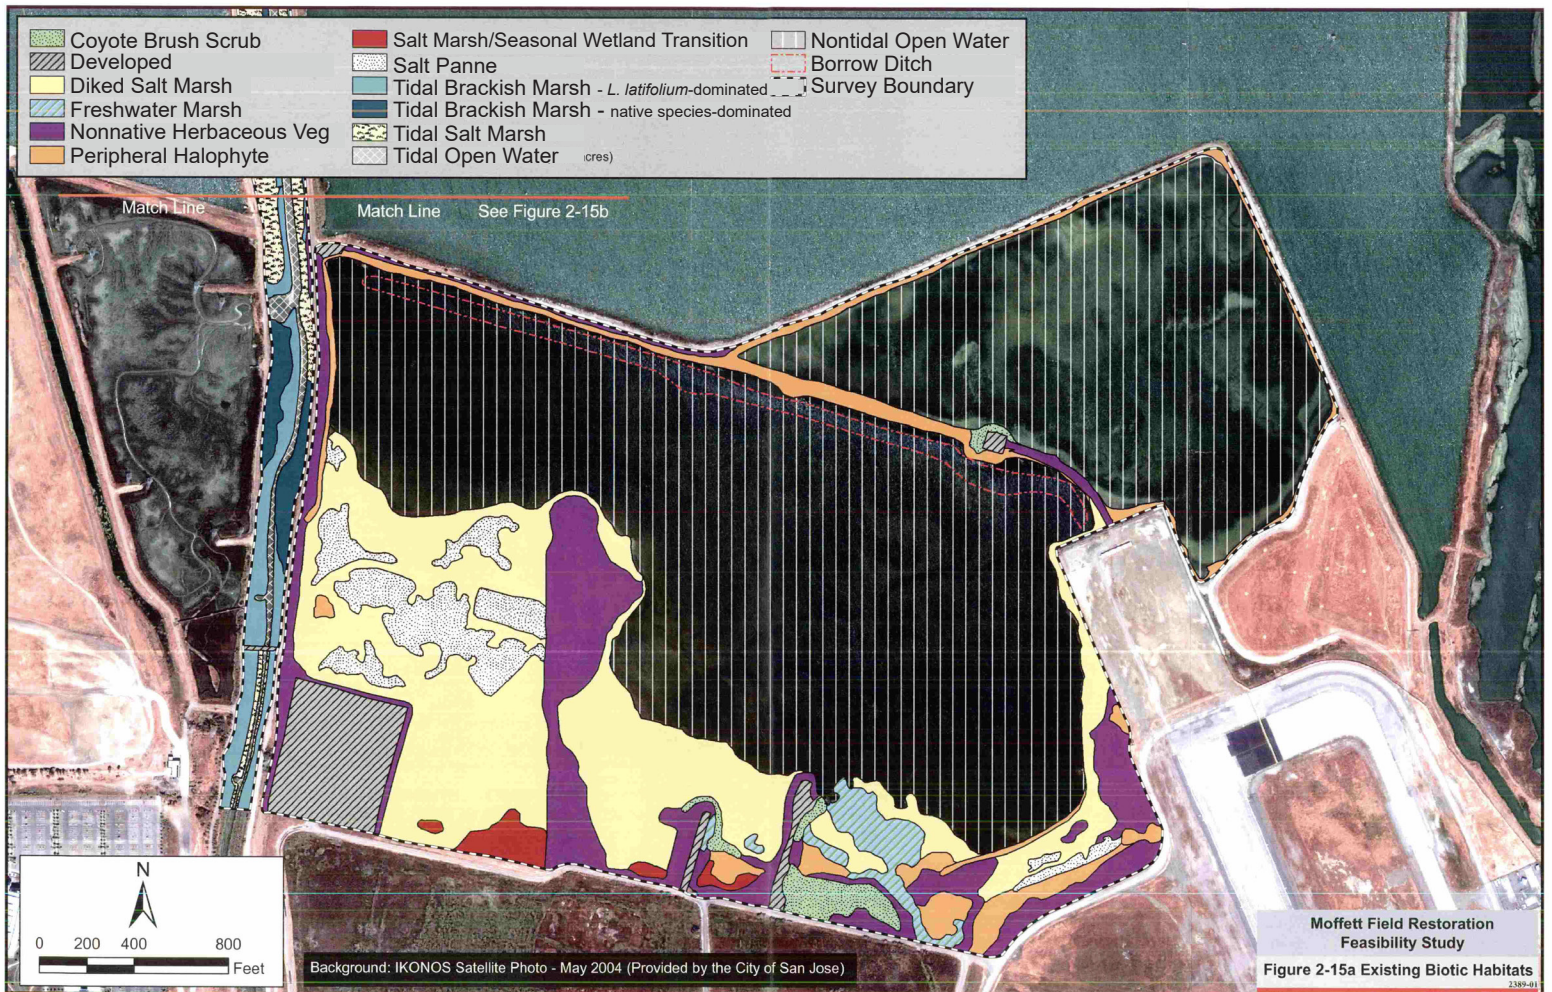 Coyote Brush Scrub
Developed
Diked Salt Marsh
Freshwater Marsh
Nonnative Herbaceous Veg
Peripheral Halophyte
Salt Marsh/Seasonal Wetland Transition
Salt Panne
Tidal Brackish Marsh - L. latifolium-dominated
Tidal Brackish Marsh - native species-dominated
Tidal Salt Marsh
Tidal Open Water
cres)
Nontidal Open Water
Borrow Ditch
Survey Boundary
Match Line
Match Line See Figure 2-15b
N
0 200 400 800
Feet
Background: IKONOS Satellite Photo - May 2004 (Provided by the City of San Jose)
Moffett Field Restoration
Feasibility Study
Figure 2-15a Existing Biotic Habitats
2389-01